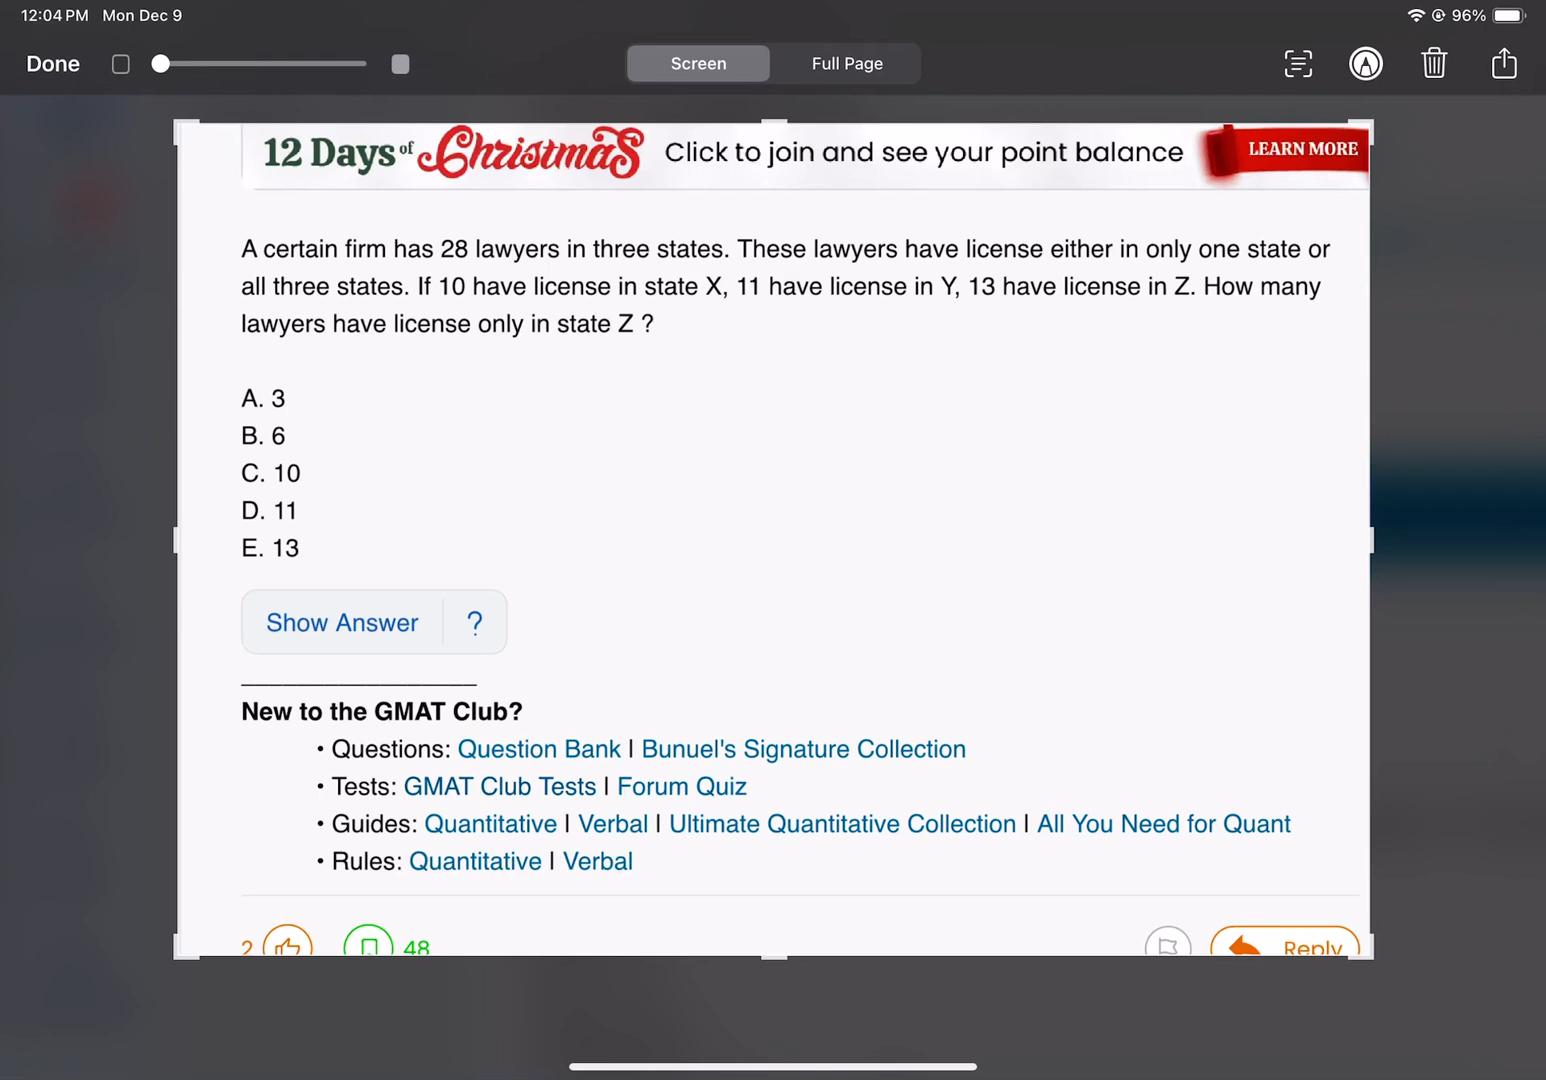 12:04 PM Mon Dec 9
96%
Done
Screen
Full Page
12 Days of Christmas Click to join and see your point balance LEARN MORE
A certain firm has 28 lawyers in three states. These lawyers have license either in only one state or
all three states. If 10 have license in state X, 11 have license in Y, 13 have license in Z. How many
lawyers have license only in state Z ?
A. 3
B. 6
C. 10
D. 11
E. 13
Show Answer ?
New to the GMAT Club?
• Questions: Question Bank | Bunuel's Signature Collection
• Tests: GMAT Club Tests | Forum Quiz
• Guides: Quantitative | Verbal | Ultimate Quantitative Collection | All You Need for Quant
• Rules: Quantitative | Verbal
2 48 Reply